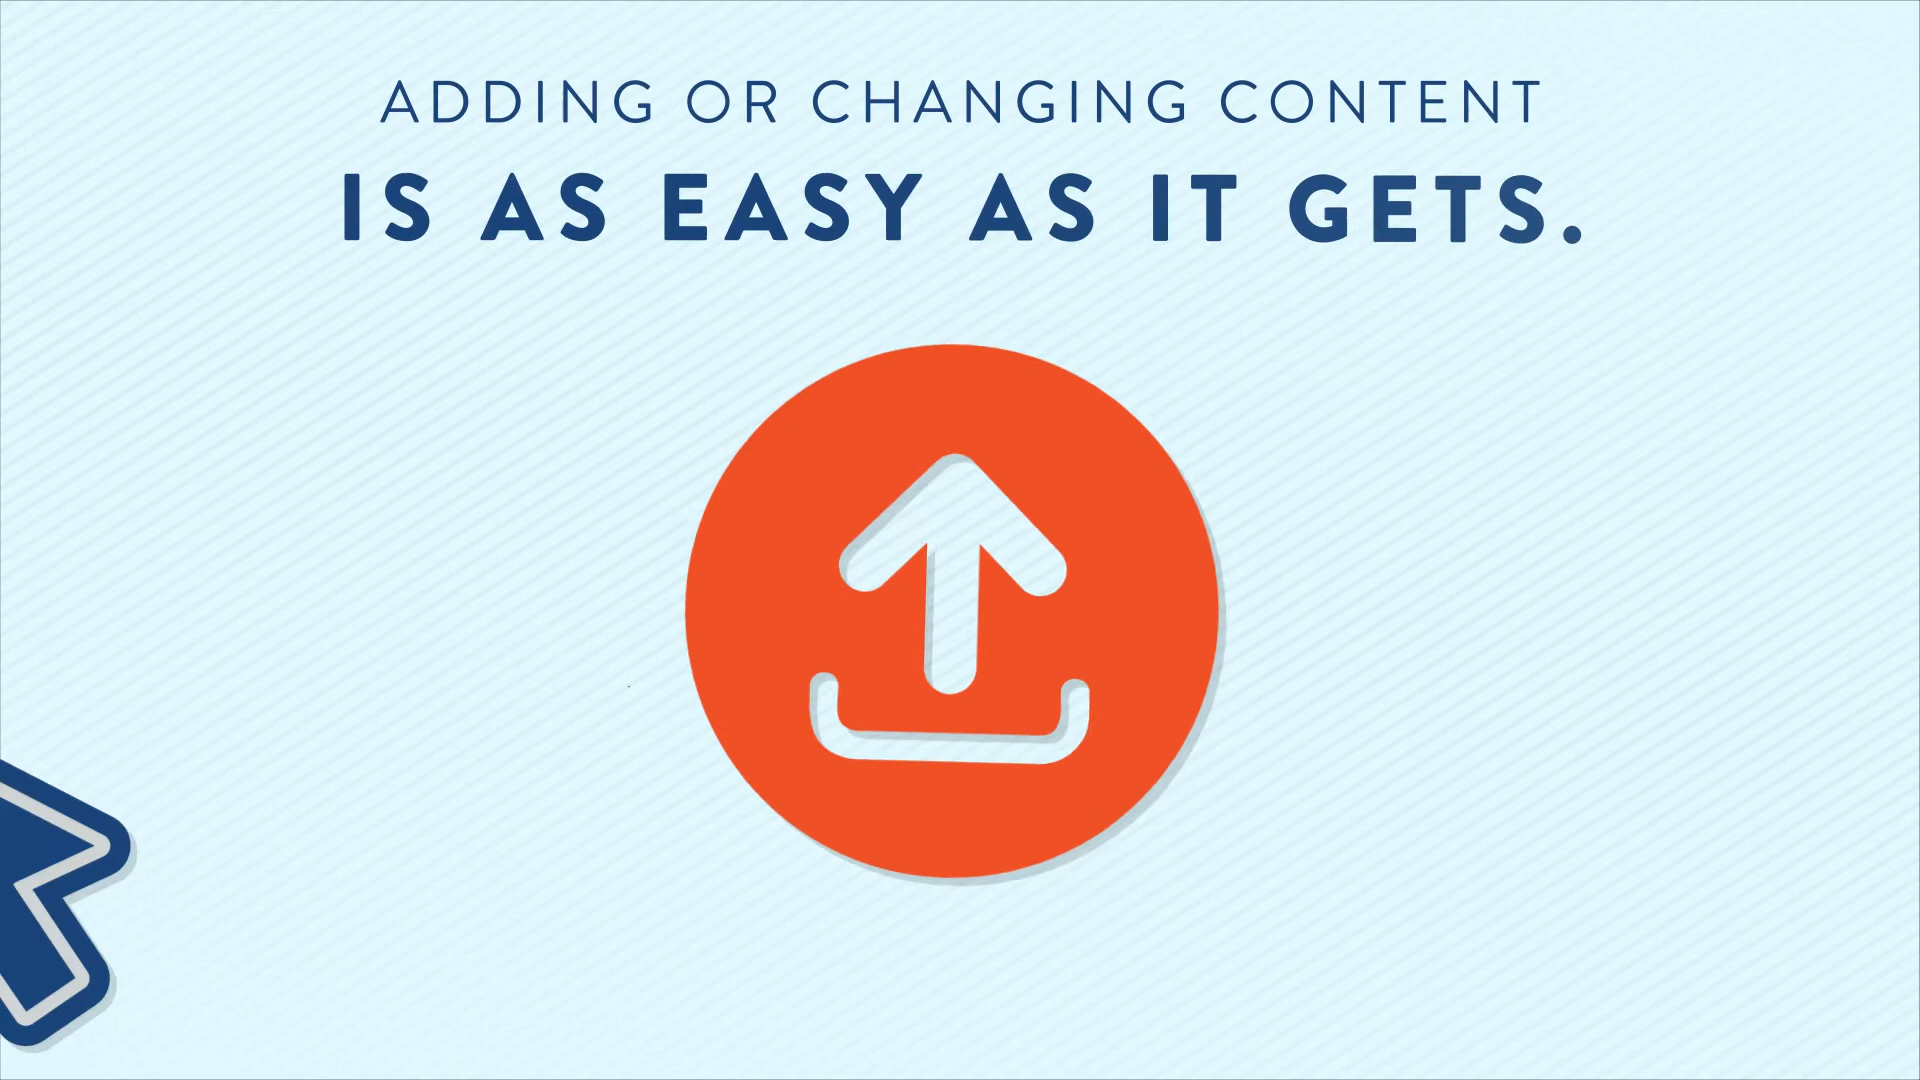 ADDING OR CHANGING CONTENT
IS AS EASY AS IT GETS.